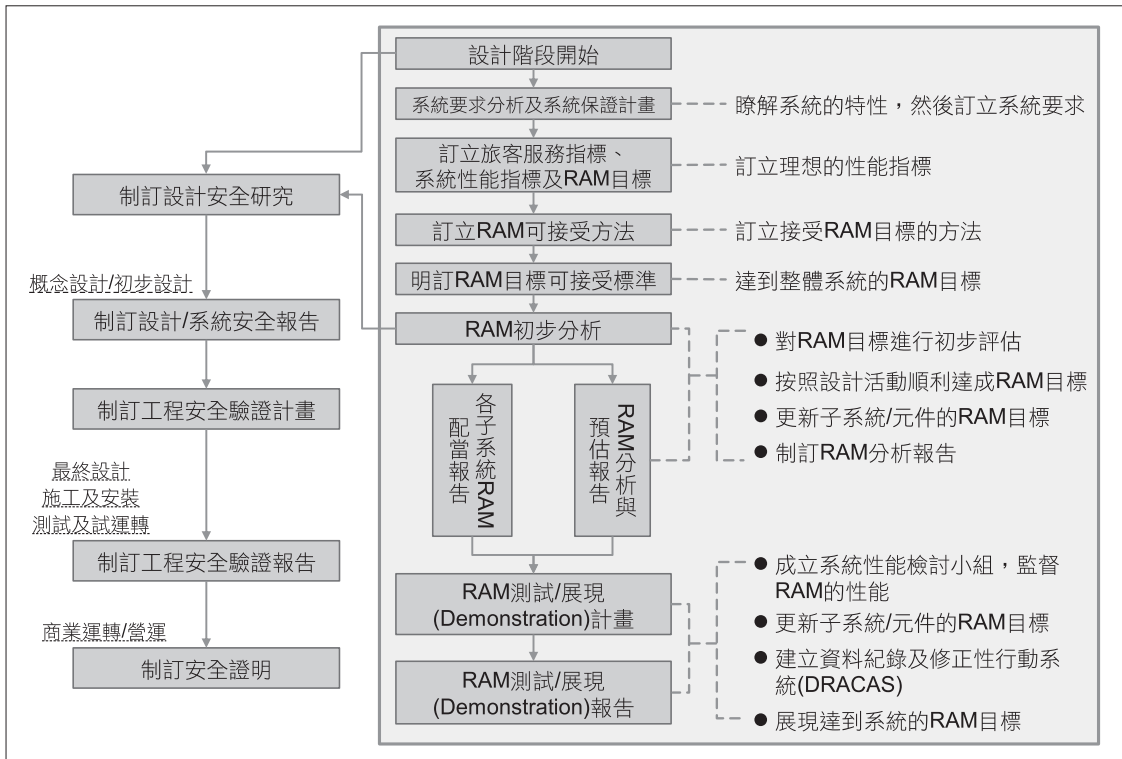 設計階段開始
系統要求分析及系統保證計畫
瞭解系統的特性，然後訂立系統要求
訂立旅客服務指標、
系統性能指標及RAM目標
訂立理想的性能指標
訂立RAM可接受方法
訂立接受RAM目標的方法
明訂RAM目標可接受標準
達到整體系統的RAM目標
RAM初步分析
各子系統RAM
配當報告
RAM分析與
預估報告
對RAM目標進行初步評估
按照設計活動順利達成RAM目標
更新子系統/元件的RAM目標
制訂RAM分析報告
RAM測試/展現
(Demonstration)計畫
RAM測試/展現
(Demonstration)報告
成立系統性能檢討小組，監督
RAM的性能
更新子系統/元件的RAM目標
建立資料紀錄及修正性行動系
統(DRACAS)
展現達到系統的RAM目標
制訂設計安全研究
概念設計/初步設計
制訂設計/系統安全報告
制訂工程安全驗證計畫
最終設計
施工及安裝
測試及試運轉
制訂工程安全驗證報告
商業運轉/營運
制訂安全證明